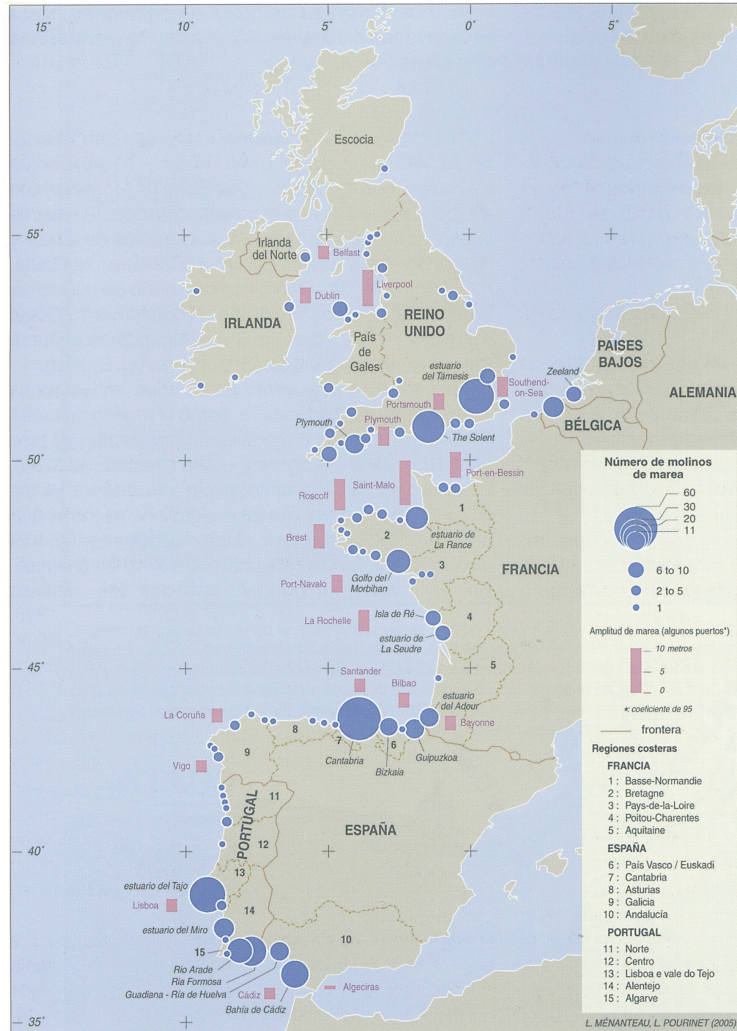 15°
10°
5°
0°
5°
Escocia
55°
Irlanda
del Norte
Belfast
Liverpool
Dublin
IRLANDA
REINO
UNIDO
País
de
Gales
PAISES
BAJOS
estuario
del Támesis
Zeeland
Southend-
on-Sea
ALEMANIA
Portsmouth
BÉLGICA
Plymouth
Plymouth
The Solent
50°
Port-en-Bessin
Saint-Malo
Roscoff
1
Brest
2
estuario de
La Rance
3
FRANCIA
Golfo del
Morbihan
Port-Navalo
Isla de Ré
4
La Rochelle
estuario de
La Seudre
45°
5
Santander
Bilbao
estuario
del Adour
La Coruña
Bayonne
8
7
6
9
Cantabria
Guipuzkoa
Bizkaia
Vigo
11
PORTUGAL
ESPAÑA
12
40°
13
estuario del Tajo
Lisboa
14
estuario del Miro
10
15
Rio Arade
Ria Formosa
Guadiana - Ría de Huelva
Cádiz
Algeciras
Bahía de Cádiz
35°
Número de molinos
de marea
60
30
20
11
6 to 10
2 to 5
1
Amplitud de marea (algunos puertos*)
10 metros
5
0
* coeficiente de 95
frontera
Regiones costeras
FRANCIA
1 : Basse-Normandie
2 : Bretagne
3 : Pays-de-la-Loire
4 : Poitou-Charentes
5 : Aquitaine
ESPAÑA
6 : País Vasco / Euskadi
7 : Cantabria
8 : Asturias
9 : Galicia
10 : Andalucía
PORTUGAL
11 : Norte
12 : Centro
13 : Lisboa e vale do Tejo
14 : Alentejo
15 : Algarve
L. MÉNANTEAU, L. POURINET (2005)